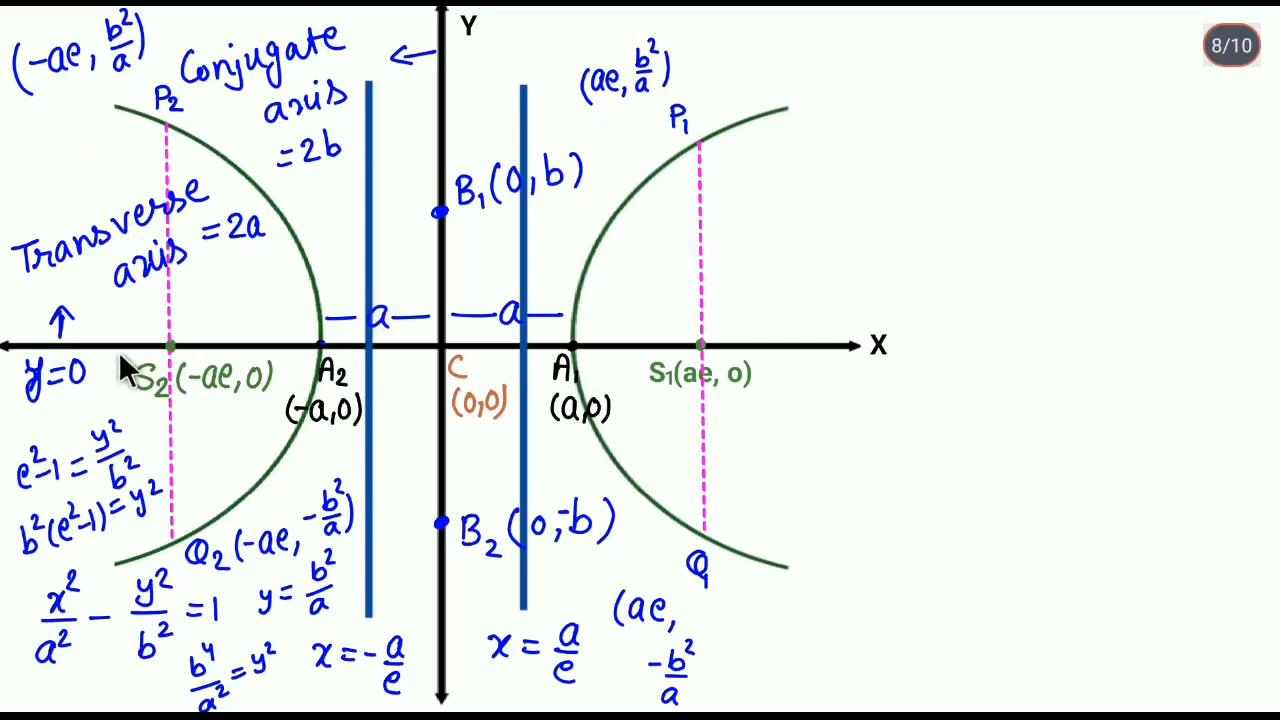 8/10
Y
(-ae, b²/a)
Conjugate
axis
= 2b
←
(ae, b²/a)
P₂
P₁
B₁(0, b)
Transverse
axis = 2a
↑
— a —
— a —
X
y=0
S₂(-ae, 0)
A₂
(-a,0)
C
(0,0)
A₁
(a,0)
S₁(ae, o)
e²-1 = y²/b²
b²(e²-1) = y²
Q₂(-ae, -b²/a)
B₂(0,-b)
x²/a² - y²/b² = 1
y = b²/a
b⁴/a² = y²
x = -a/e
x = a/e
Q₁
(ae,
-b²/a